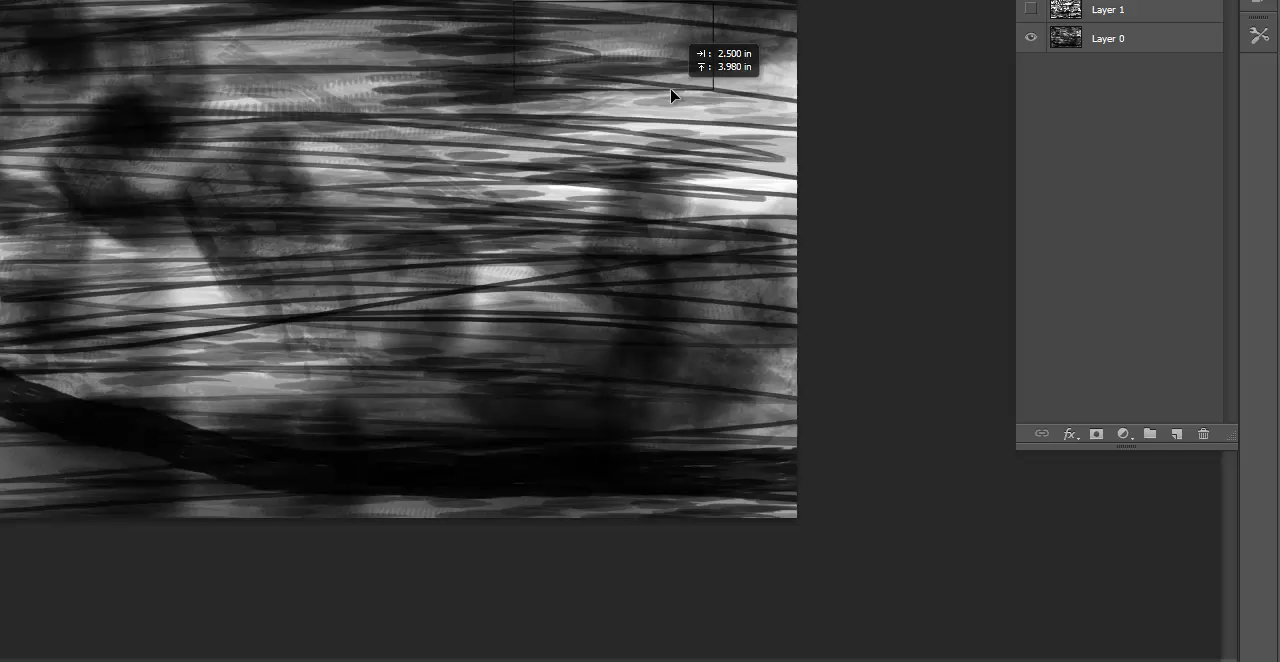 Layer 1
Layer 0
: 2.500 in
: 3.980 in
fx